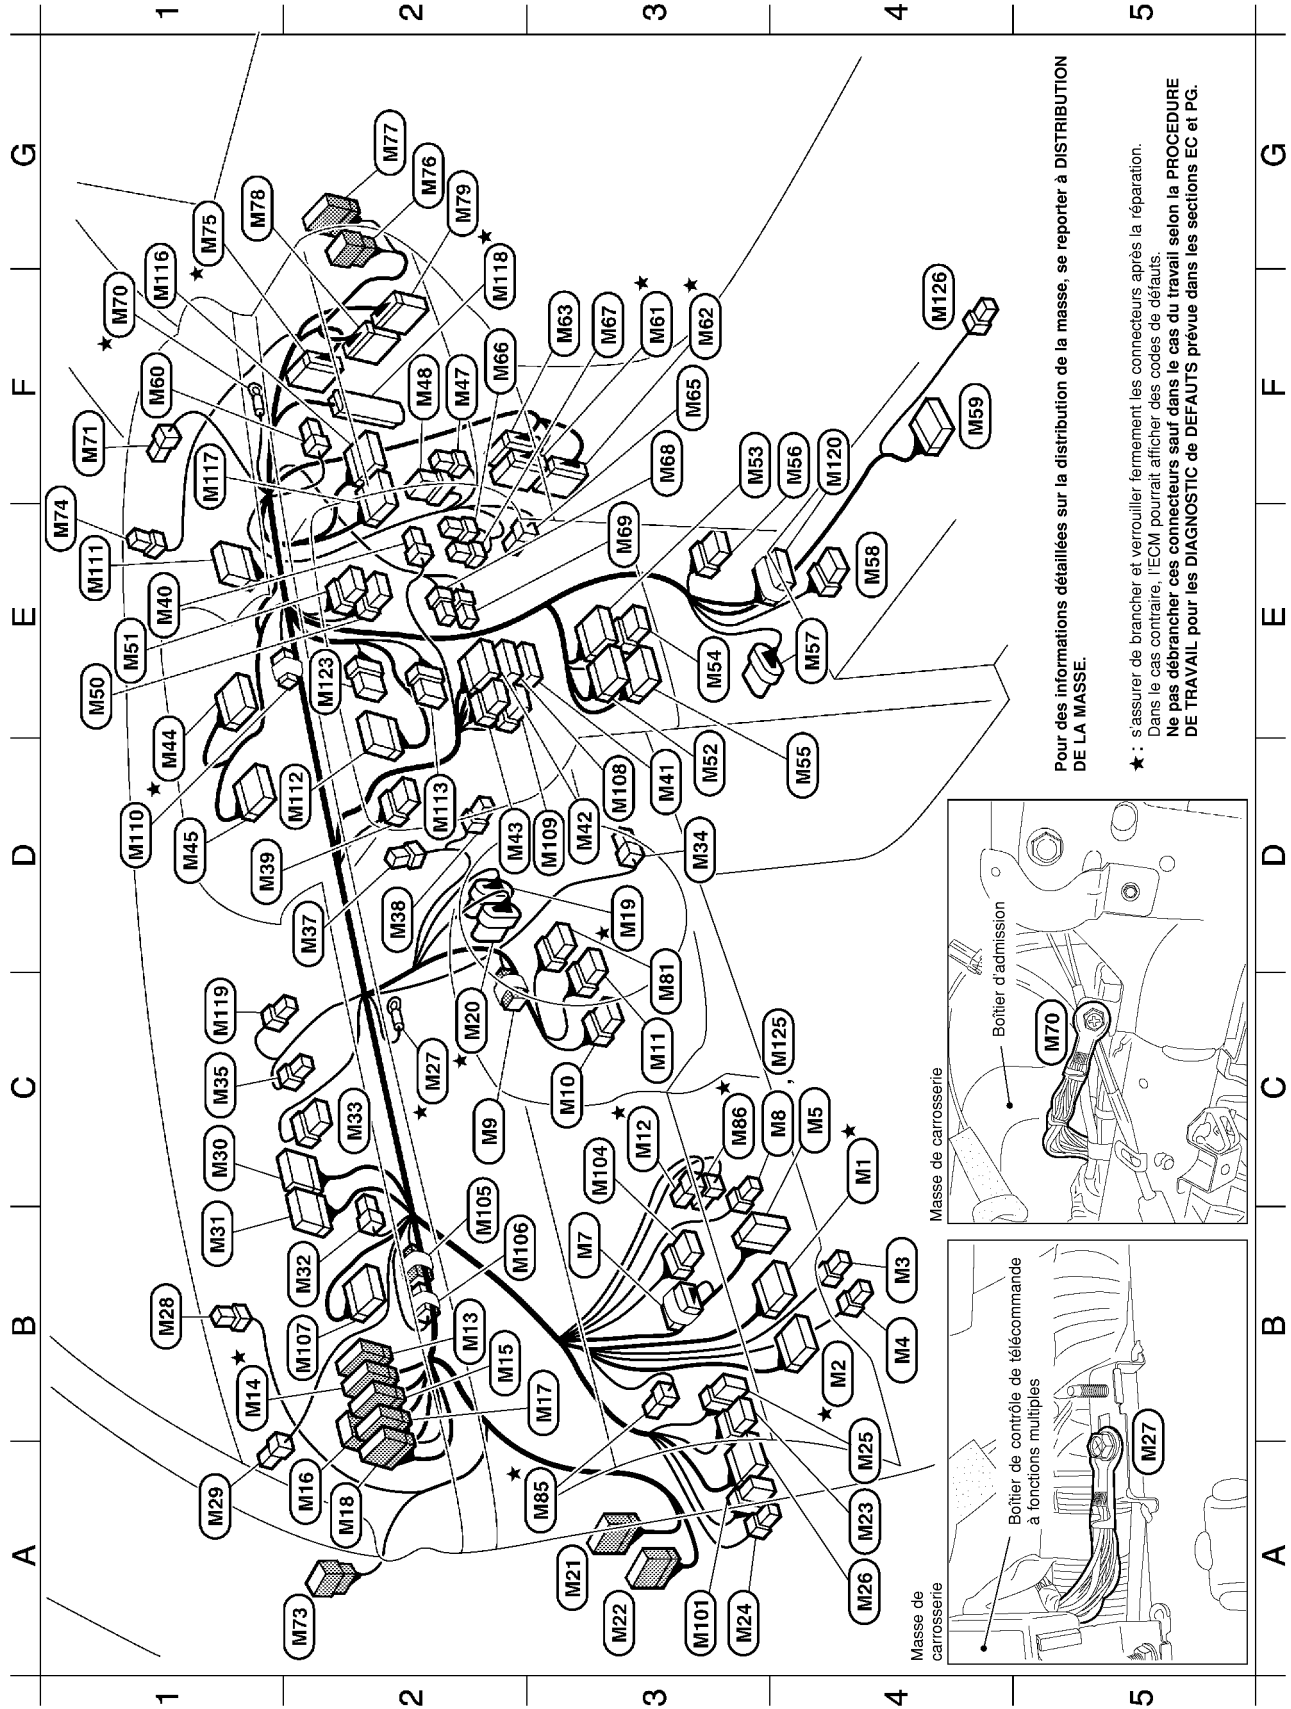 A
B
C
D
E
F
G
1
2
3
4
5
M73
M29
M16
M18
★
M14
M28
M107
M32
M31
M30
M33
M35
M119
M37
M39
M45
M110
★
M44
M112
M50
M51
M123
M40
M111
M74
M117
M71
M60
★
M70
M116
★
M75
M78
M77
M76
M79
★
M118
M13
M15
M17
M106
M105
★
M27
M9
★
M20
M38
M113
M48
M47
M66
M21
M22
★
M85
M7
M104
★
M12
★
M86
M10
M11
M81
★
M19
M43
M109
M42
M108
M41
M34
M52
M55
M54
M69
M68
M65
M63
M67
★
M61
★
M62
M101
M24
M26
M23
M25
★
M2
M4
M3
★
M1
M5
M8
M125
,
M57
M58
M53
M56
M120
M59
M126
Masse de
carrosserie
Boîtier de contrôle de télécommande
à fonctions multiples
M27
Masse de carrosserie
Boîtier d'admission
M70
Pour des informations détaillées sur la distribution de la masse, se reporter à DISTRIBUTION
DE LA MASSE.
★ : s'assurer de brancher et verrouiller fermement les connecteurs après la réparation.
Dans le cas contraire, l'ECM pourrait afficher des codes de défauts.
Ne pas débrancher ces connecteurs sauf dans le cas du travail selon la PROCEDURE
DE TRAVAIL pour les DIAGNOSTIC de DEFAUTS prévue dans les sections EC et PG.
1
2
3
4
5
A
B
C
D
E
F
G